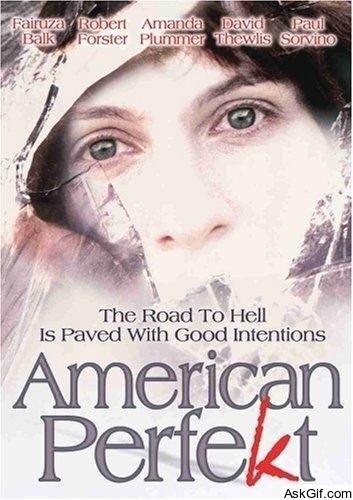 Fairuza Robert Amanda David Paul
Balk Forster Plummer Thewlis Sorvino
The Road To Hell
Is Paved With Good Intentions
American
Perfekt
AskGif.com